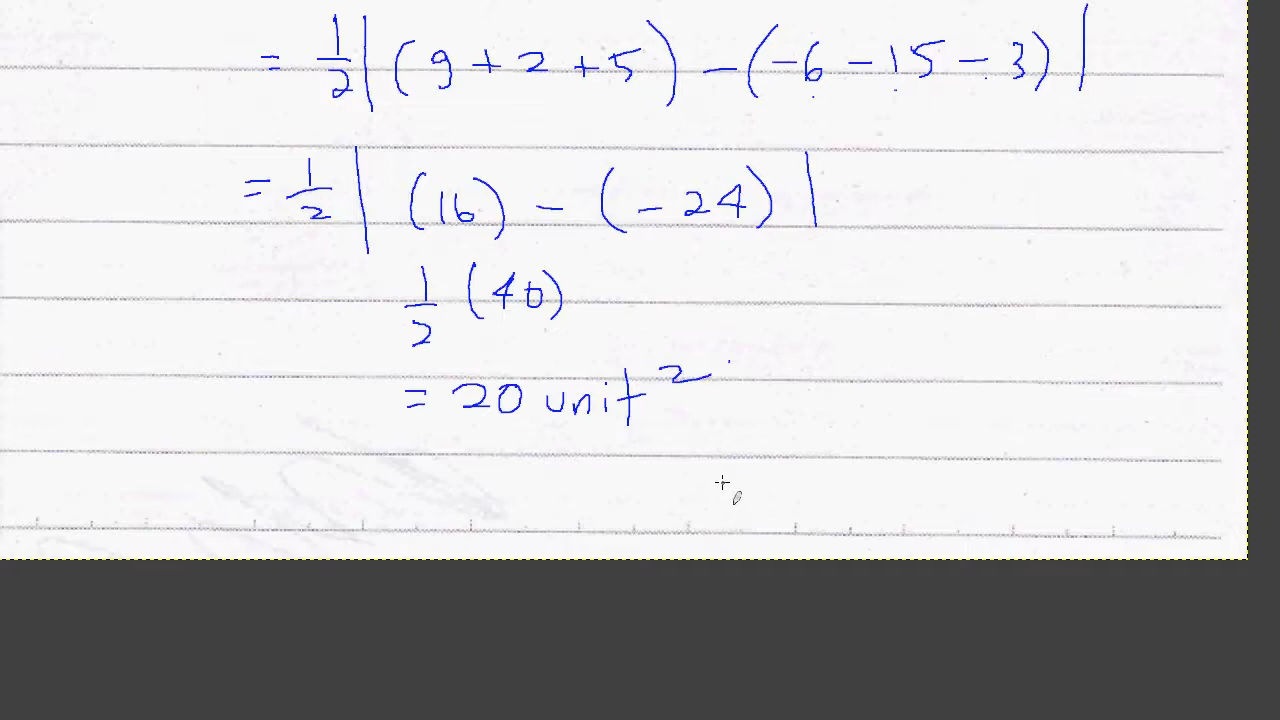 = 1/2 | (9 + 2 + 5) - (-6 - 15 - 3) |
= 1/2 | (16) - (-24) |
1/2 (40)
= 20 unit²